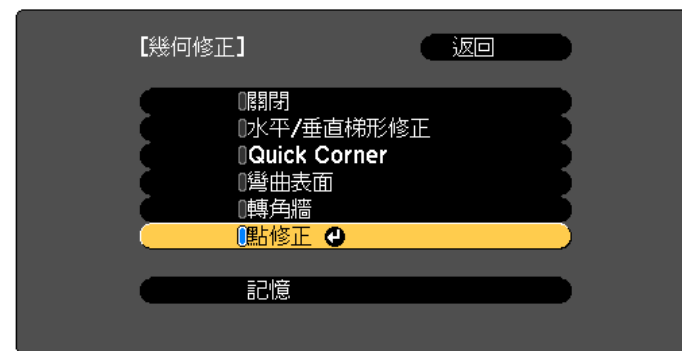 【幾何修正】 返回
關閉
水平/垂直梯形修正
Quick Corner
彎曲表面
轉角牆
點修正
記憶